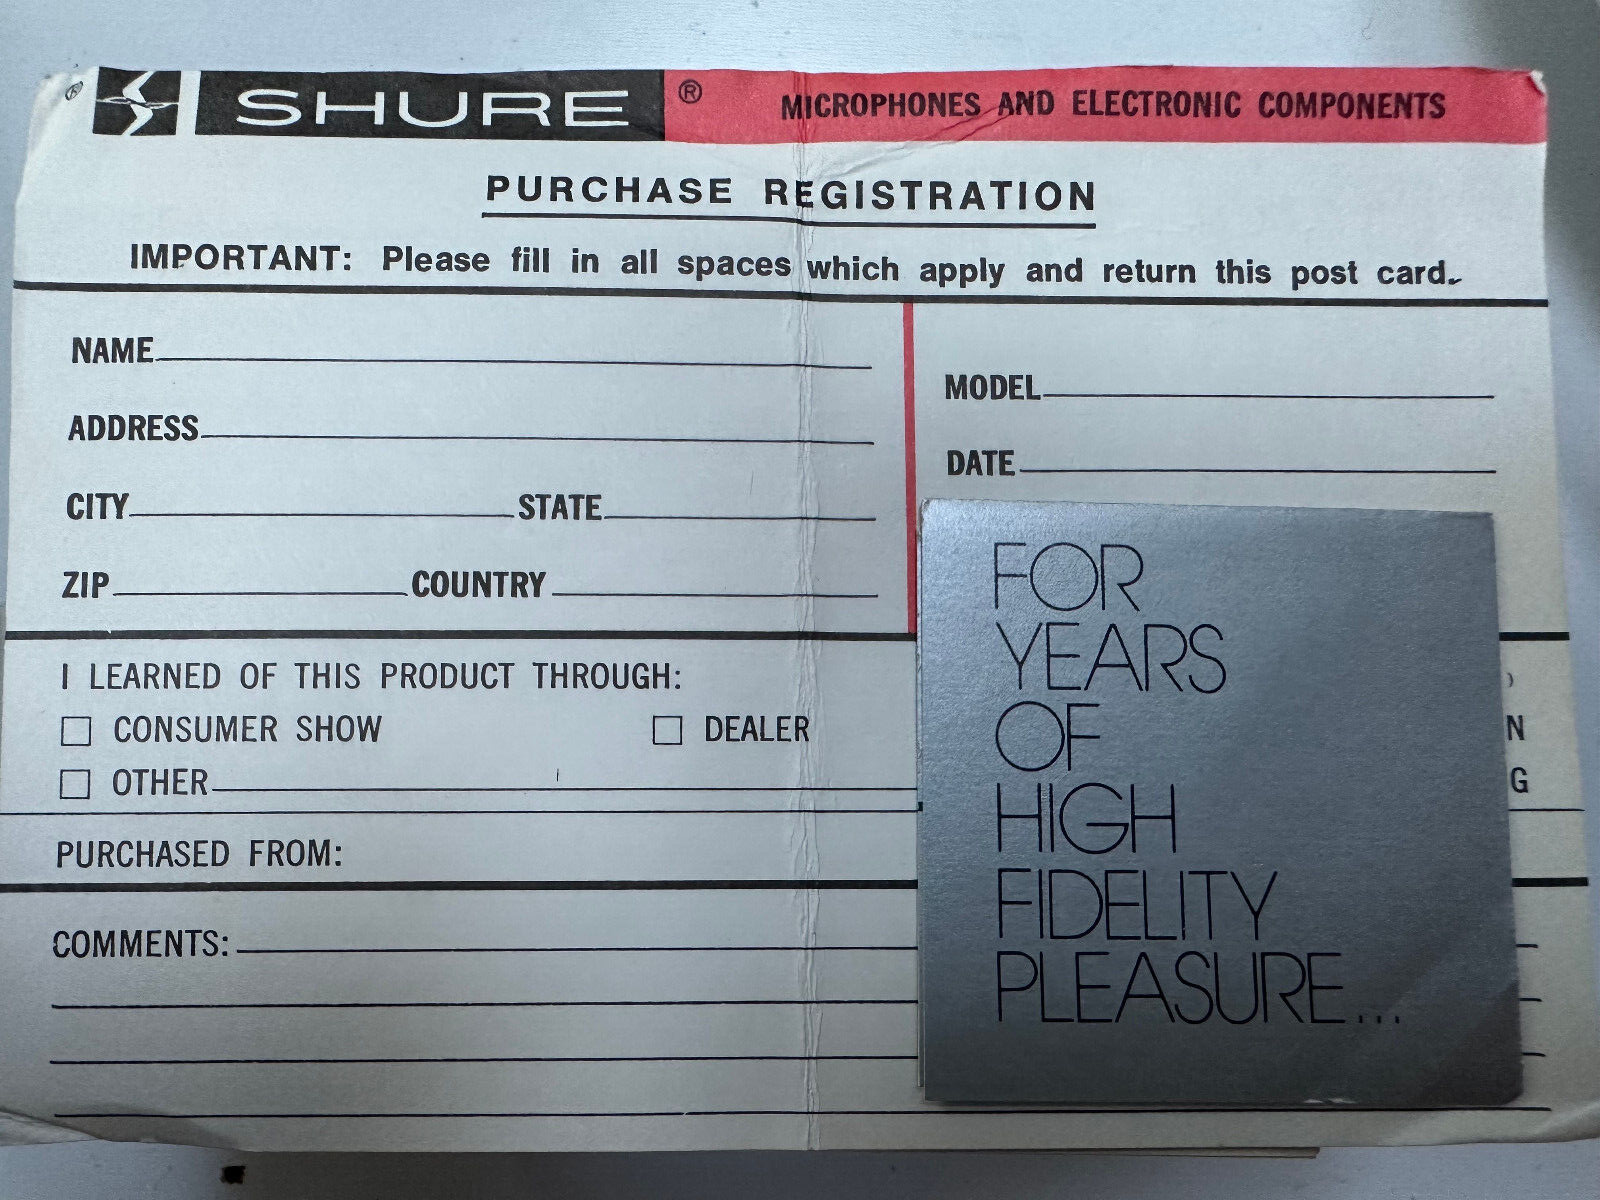 ® SHURE ® MICROPHONES AND ELECTRONIC COMPONENTS
PURCHASE REGISTRATION
IMPORTANT: Please fill in all spaces which apply and return this post card.
NAME
ADDRESS
CITY STATE
ZIP COUNTRY
MODEL
DATE
I LEARNED OF THIS PRODUCT THROUGH:
CONSUMER SHOW DEALER
OTHER
PURCHASED FROM:
COMMENTS:
FOR
YEARS
OF
HIGH
FIDELITY
PLEASURE...
N
G